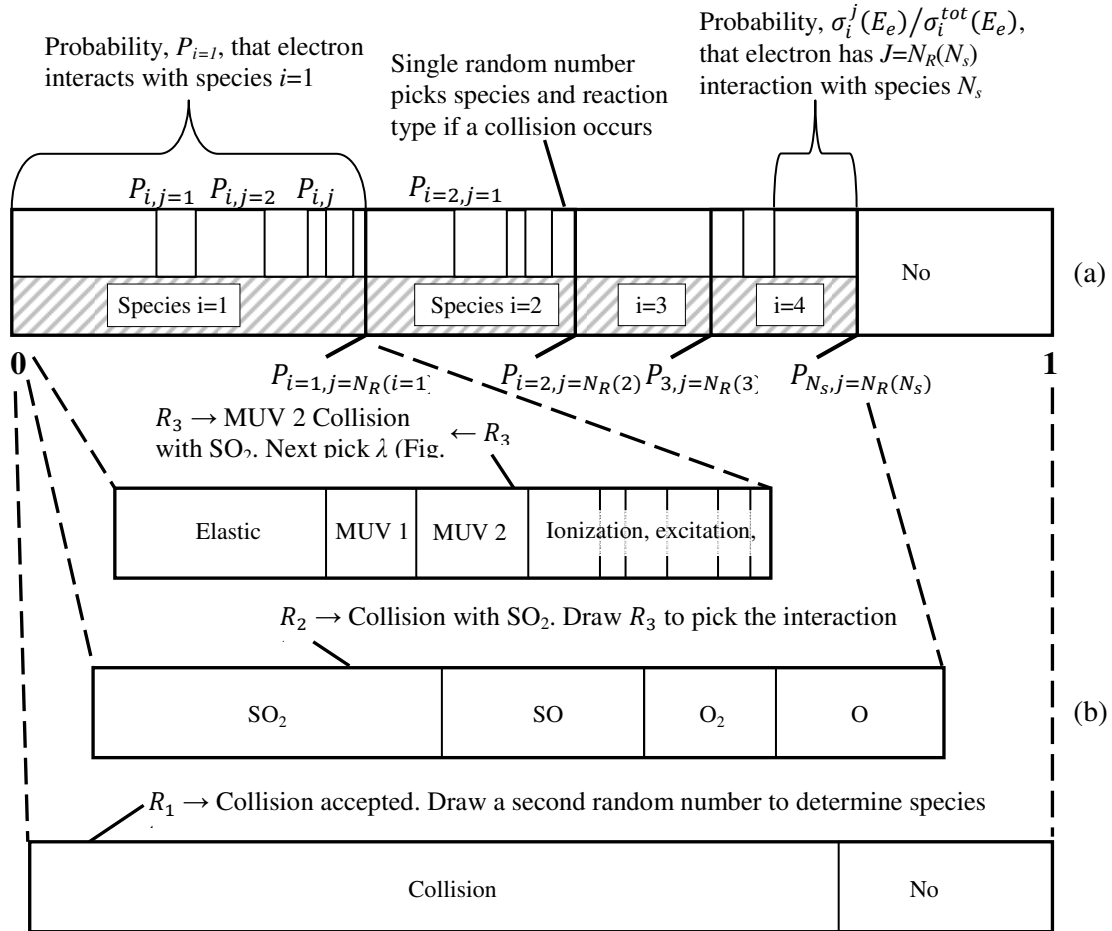 Probability, P_{i=1}, that electron
interacts with species i=1
Single random number
picks species and reaction
type if a collision occurs
Probability, σ_i^j(E_e)/σ_i^{tot}(E_e),
that electron has J=N_R(N_s)
interaction with species N_s
P_{i,j=1} P_{i,j=2} P_{i,j} P_{i=2,j=1}
No
(a)
Species i=1 Species i=2 i=3 i=4
0 1
P_{i=1,j=N_R(i=1)} P_{i=2,j=N_R(2)} P_{3,j=N_R(3)} P_{N_s,j=N_R(N_s)}
R_3 → MUV 2 Collision
with SO_2. Next pick λ (Fig.
← R_3
Elastic MUV 1 MUV 2 Ionization, excitation,
R_2 → Collision with SO_2. Draw R_3 to pick the interaction
SO_2 SO O_2 O
(b)
R_1 → Collision accepted. Draw a second random number to determine species
Collision No